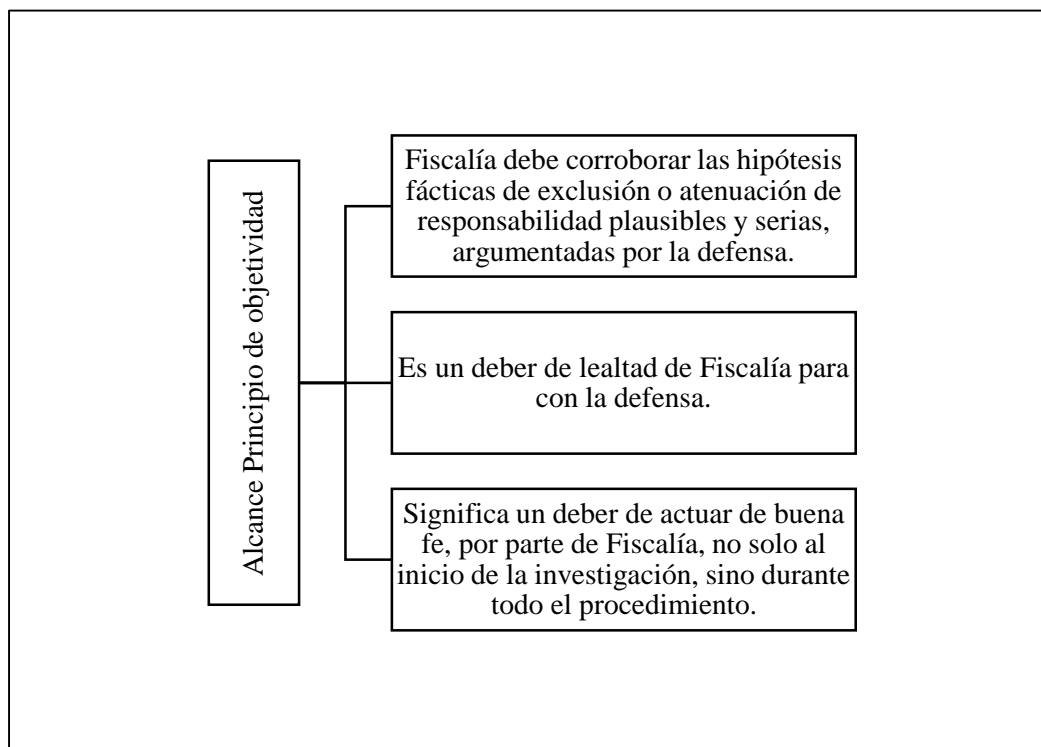 Alcance Principio de objetividad
Fiscalía debe corroborar las hipótesis
fácticas de exclusión o atenuación de
responsabilidad plausibles y serias,
argumentadas por la defensa.
Es un deber de lealtad de Fiscalía para
con la defensa.
Significa un deber de actuar de buena
fe, por parte de Fiscalía, no solo al
inicio de la investigación, sino durante
todo el procedimiento.